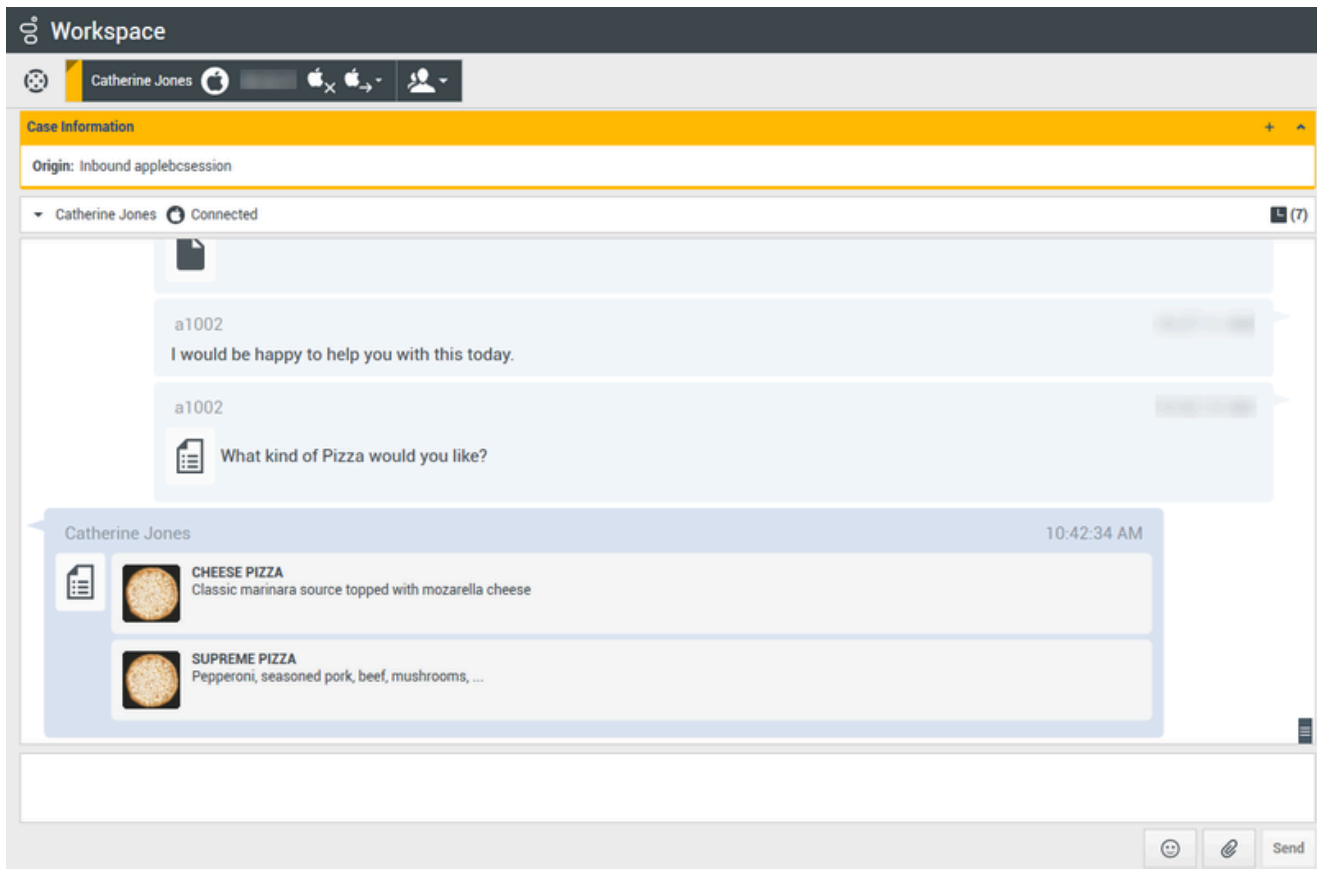 Workspace
Catherine Jones
Case Information
Origin: Inbound applebcsession
Catherine Jones Connected
(7)
a1002
I would be happy to help you with this today.
a1002
What kind of Pizza would you like?
Catherine Jones 10:42:34 AM
CHEESE PIZZA
Classic marinara source topped with mozarella cheese
SUPREME PIZZA
Pepperoni, seasoned pork, beef, mushrooms, ...
Send